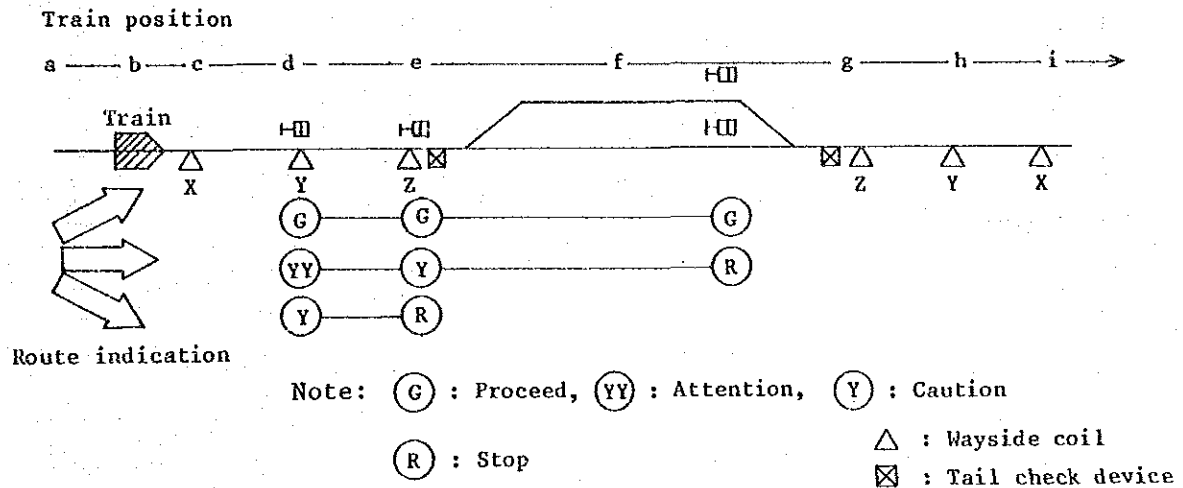 Train position
a b c d e f g h i
Train
X Y Z Z Y X
G G G
YY Y R
Y R
Route indication
Note: G : Proceed, YY : Attention, Y : Caution
R : Stop
: Wayside coil
: Tail check device